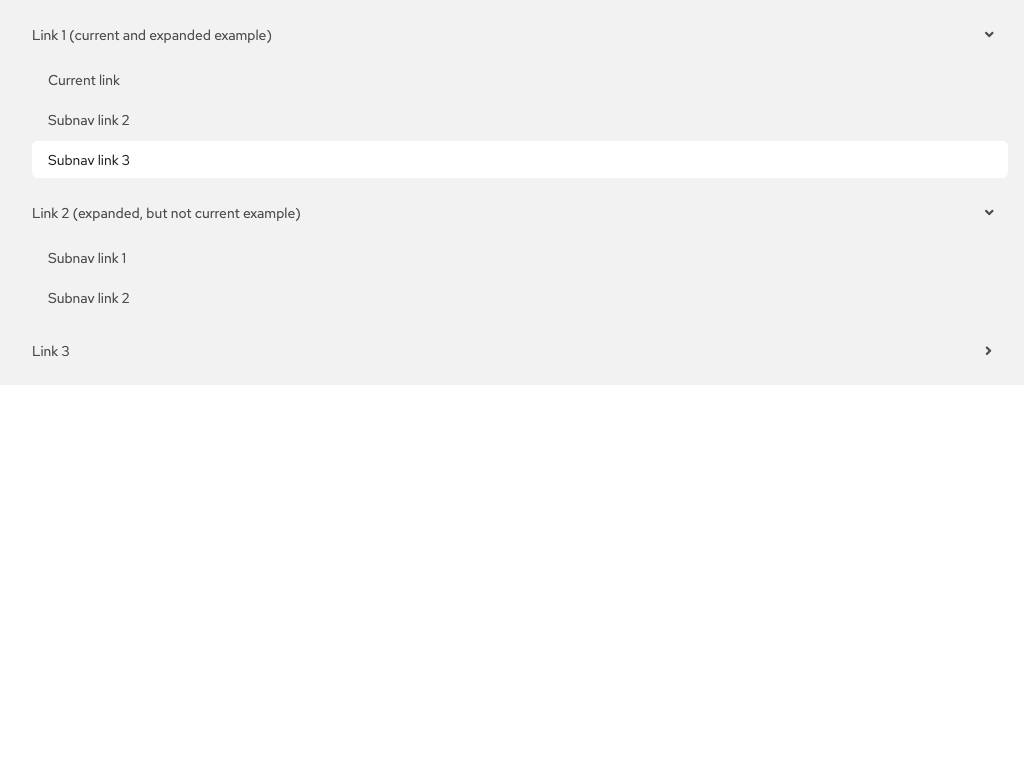 Link 1 (current and expanded example)
Current link
Subnav link 2
Subnav link 3
Link 2 (expanded, but not current example)
Subnav link 1
Subnav link 2
Link 3